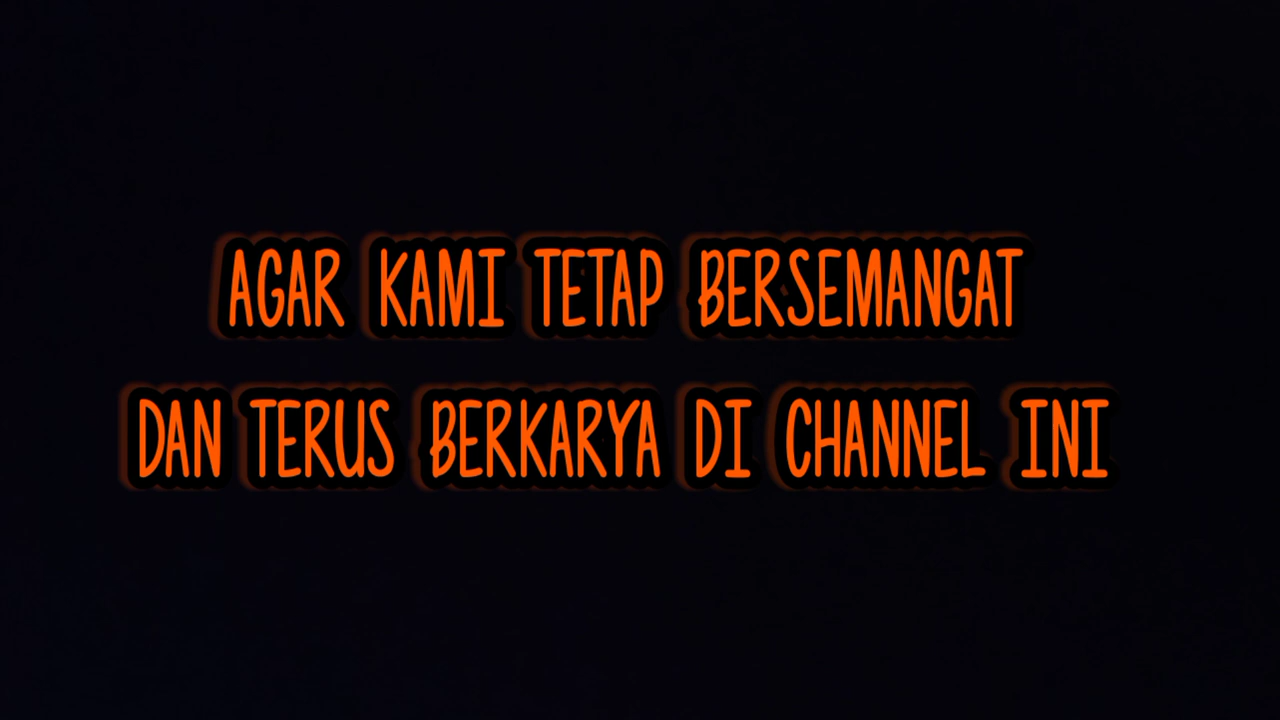 AGAR KAMI TETAP BERSEMANGAT
DAN TERUS BERKARYA DI CHANNEL INI